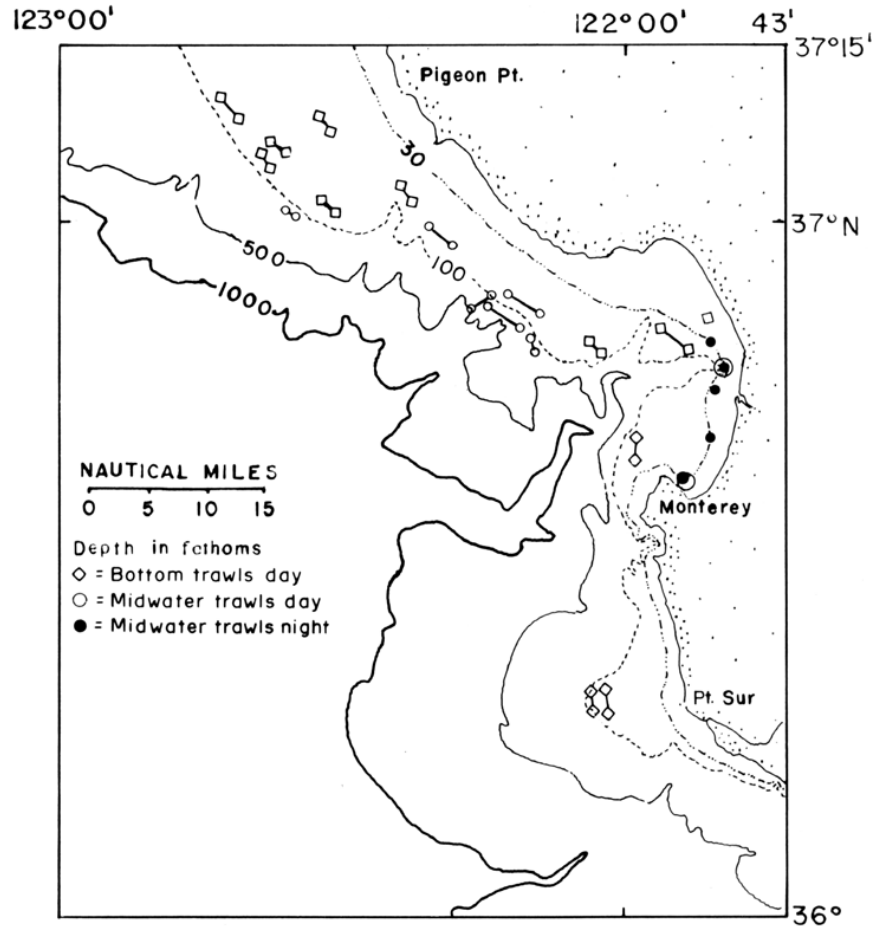 123°00' 122°00' 43'
37°15'
Pigeon Pt.
30
37°N
500
100
1000
NAUTICAL MILES
0 5 10 15
Monterey
Depth in fathoms
◇ = Bottom trawls day
○ = Midwater trawls day
● = Midwater trawls night
Pt. Sur
36°